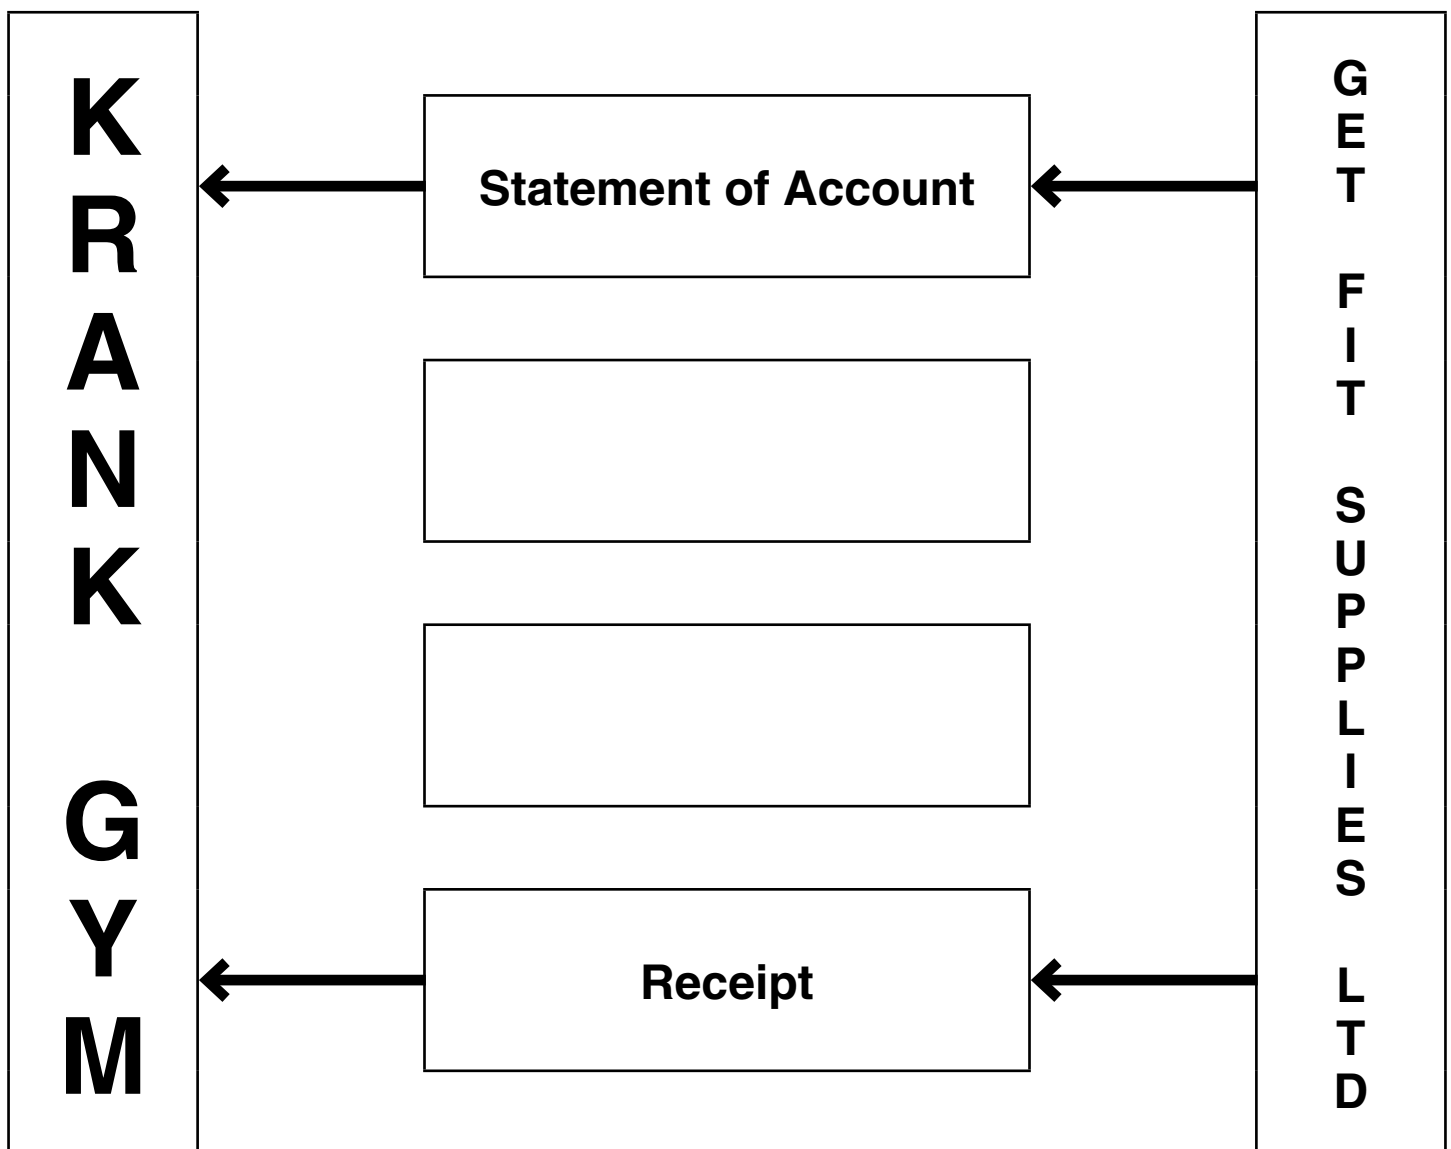 KRANK GYM
Statement of Account
Receipt
GET FIT SUPPLIES LTD